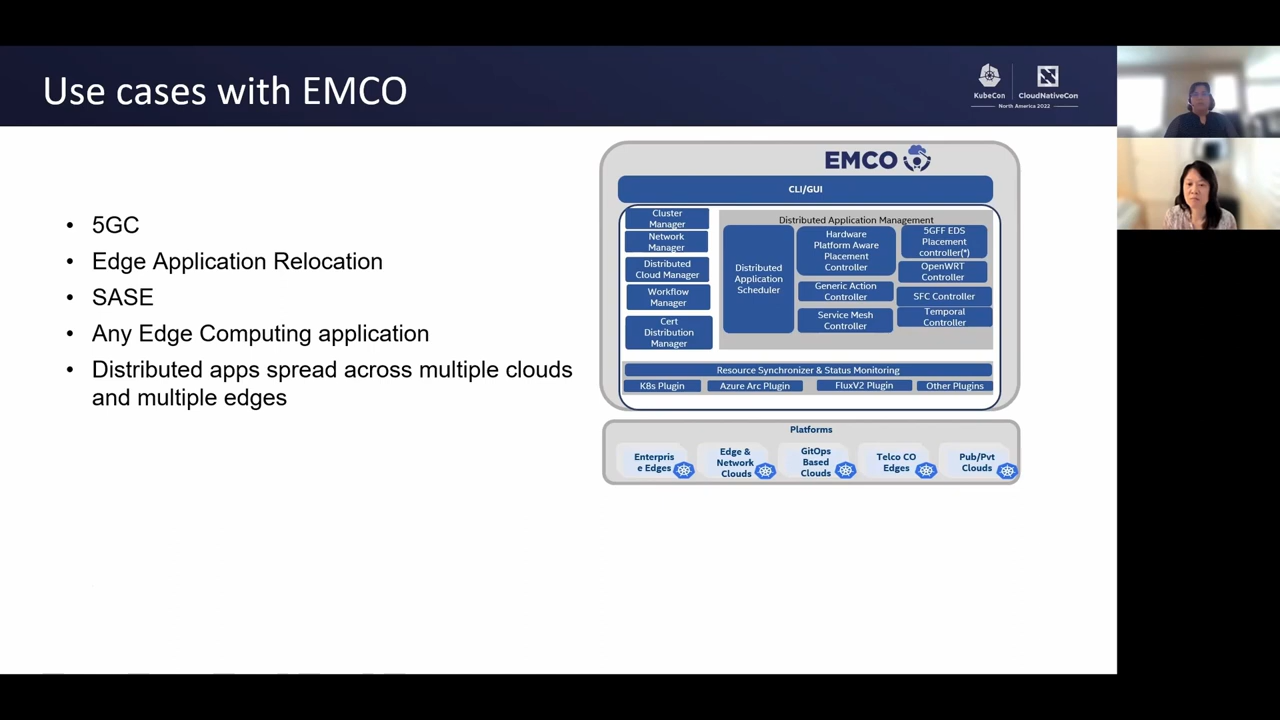 Use cases with EMCO
KubeCon
CloudNativeCon
North America 2022
• 5GC
• Edge Application Relocation
• SASE
• Any Edge Computing application
• Distributed apps spread across multiple clouds
and multiple edges
EMCO
CLI/GUI
Cluster
Manager
Network
Manager
Distributed
Cloud Manager
Workflow
Manager
Cert
Distribution
Manager
Distributed Application Management
Distributed
Application
Scheduler
Hardware
Platform Aware
Placement
Controller
Generic Action
Controller
Service Mesh
Controller
5GFF EDS
Placement
controller(*)
OpenWRT
Controller
SFC Controller
Temporal
Controller
Resource Synchronizer & Status Monitoring
K8s Plugin
Azure Arc Plugin
FluxV2 Plugin
Other Plugins
Platforms
Enterpris
e Edges
Edge &
Network
Clouds
GitOps
Based
Clouds
Telco CO
Edges
Pub/Pvt
Clouds